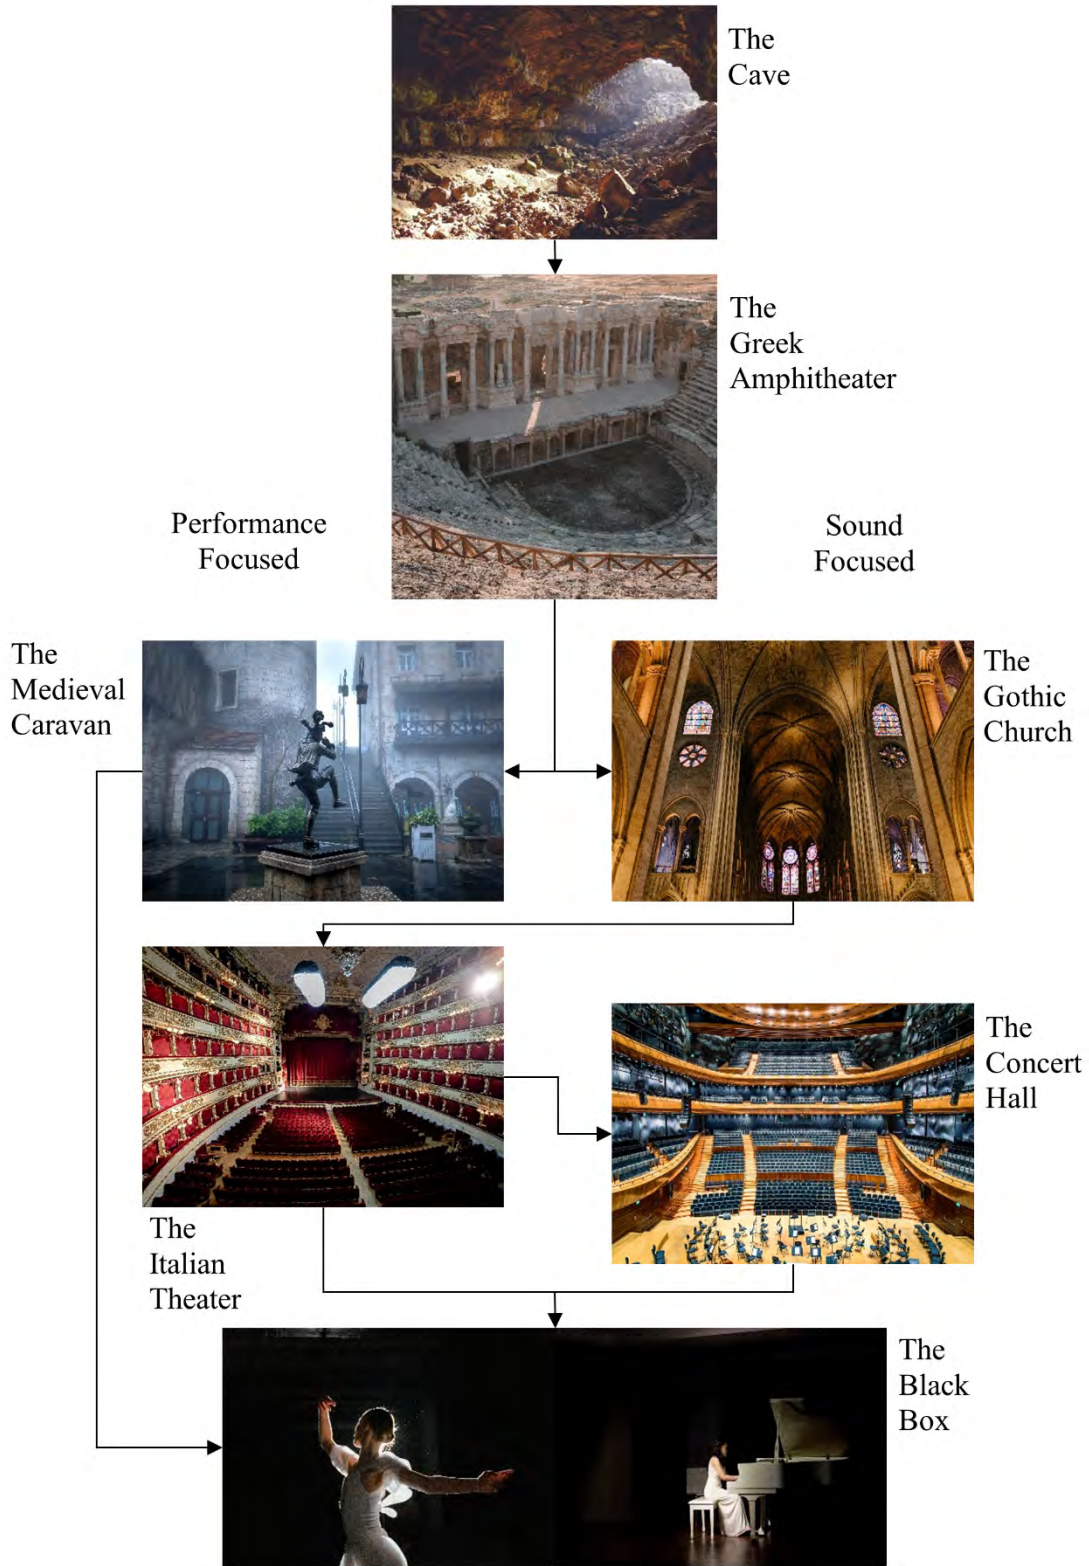 The
Cave
The
Greek
Amphitheater
Performance
Focused
Sound
Focused
The
Medieval
Caravan
The
Gothic
Church
The
Concert
Hall
The
Italian
Theater
The
Black
Box